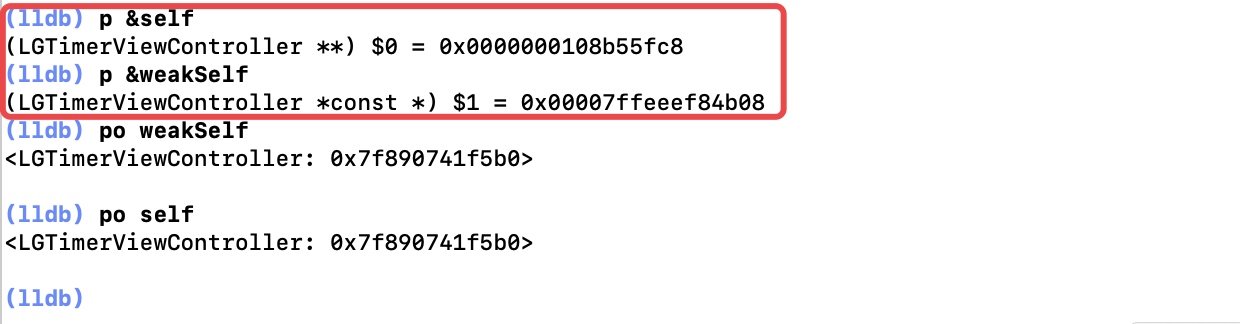 (lldb) p &self
(LGTimerViewController **) $0 = 0x0000000108b55fc8
(lldb) p &weakSelf
(LGTimerViewController *const *) $1 = 0x00007ffeeef84b08
(lldb) po weakSelf
<LGTimerViewController: 0x7f890741f5b0>
(lldb) po self
<LGTimerViewController: 0x7f890741f5b0>
(lldb)